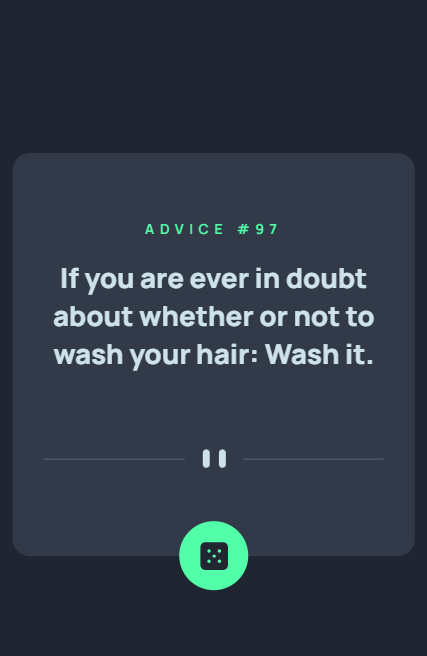 ADVICE #97
If you are ever in doubt
about whether or not to
wash your hair: Wash it.